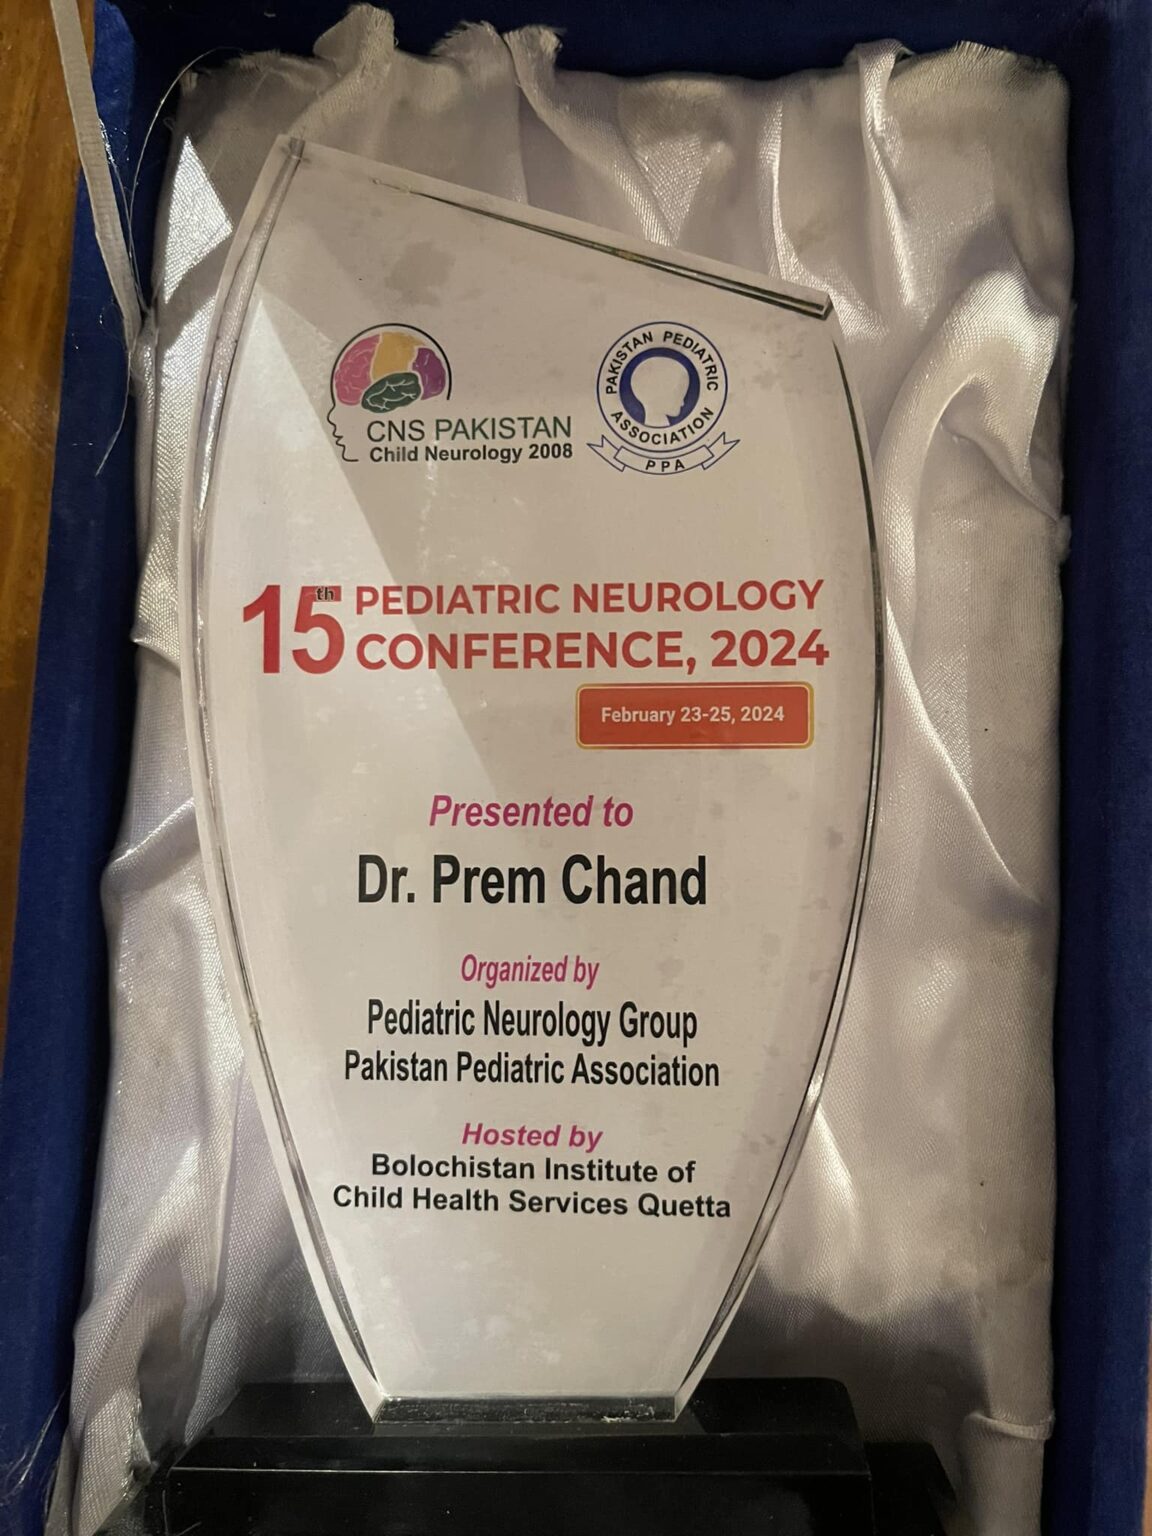 CNS PAKISTAN
Child Neurology 2008
PAKISTAN PEDIATRIC
ASSOCIATION
PPA
15th PEDIATRIC NEUROLOGY
CONFERENCE, 2024
February 23-25, 2024
Presented to
Dr. Prem Chand
Organized by
Pediatric Neurology Group
Pakistan Pediatric Association
Hosted by
Bolochistan Institute of
Child Health Services Quetta